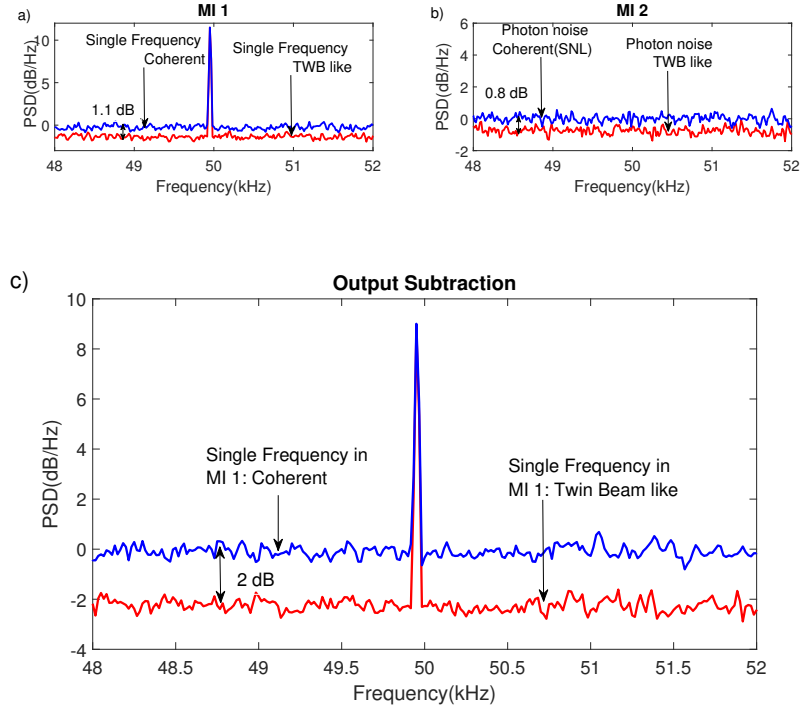 a)
MI 1
10
5
0
48
49
50
51
52
PSD(dB/Hz)
Frequency(kHz)
Single Frequency
Coherent
Single Frequency
TWB like
1.1 dB
b)
MI 2
6
4
2
0
-2
48
49
50
51
52
PSD(dB/Hz)
Frequency(kHz)
Photon noise
Coherent(SNL)
Photon noise
TWB like
0.8 dB
c)
Output Subtraction
10
8
6
4
2
0
-2
-4
48
48.5
49
49.5
50
50.5
51
51.5
52
PSD(dB/Hz)
Frequency(kHz)
Single Frequency in
MI 1: Coherent
Single Frequency in
MI 1: Twin Beam like
2 dB